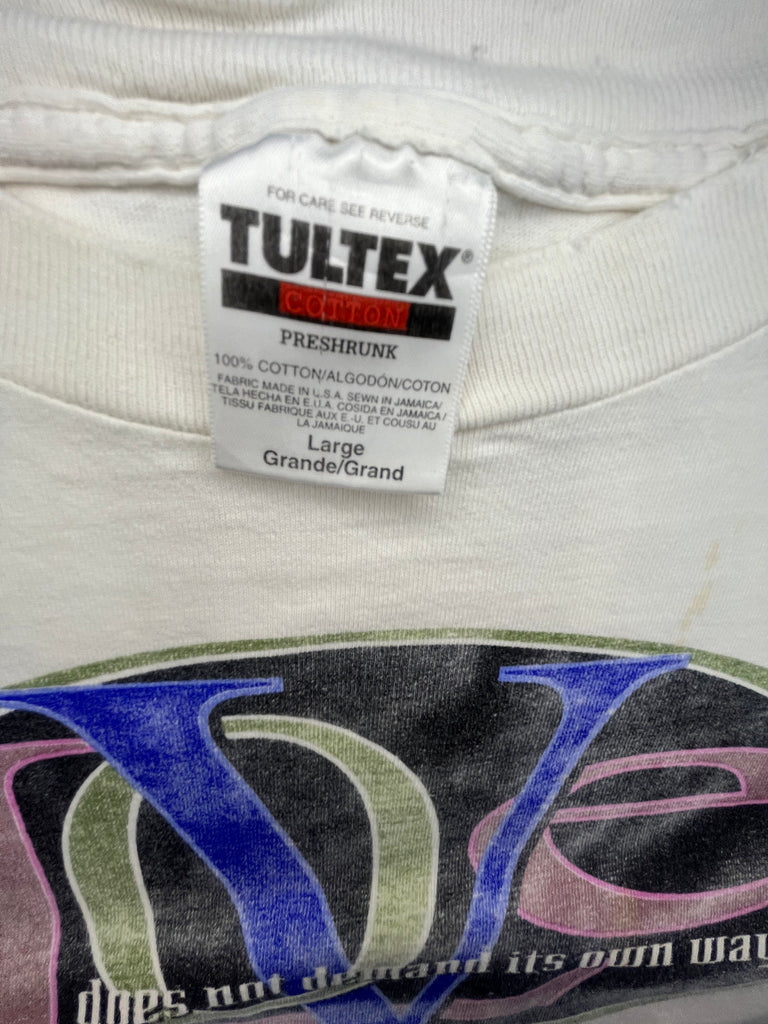 FOR CARE SEE REVERSE
TULTEX®
COTTON
PRESHRUNK
100% COTTON/ALGODÓN/COTON
FABRIC MADE IN U.S.A. SEWN IN JAMAICA/
TELA HECHA EN E.U.A. COSIDA EN JAMAICA/
TISSU FABRIQUE AUX E.-U. ET COUSU AU
LA JAMAIQUE
Large
Grande/Grand
love
does not demand its own way